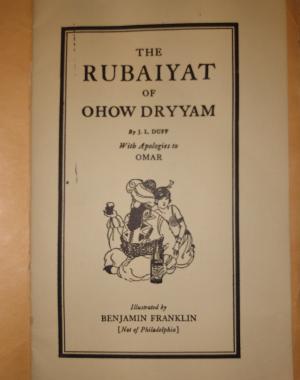 THE
RUBAIYAT
OF
OHOW DRYYAM
By J. L. DUFF
With Apologies to
OMAR
Illustrated by
BENJAMIN FRANKLIN
[Not of Philadelphia]